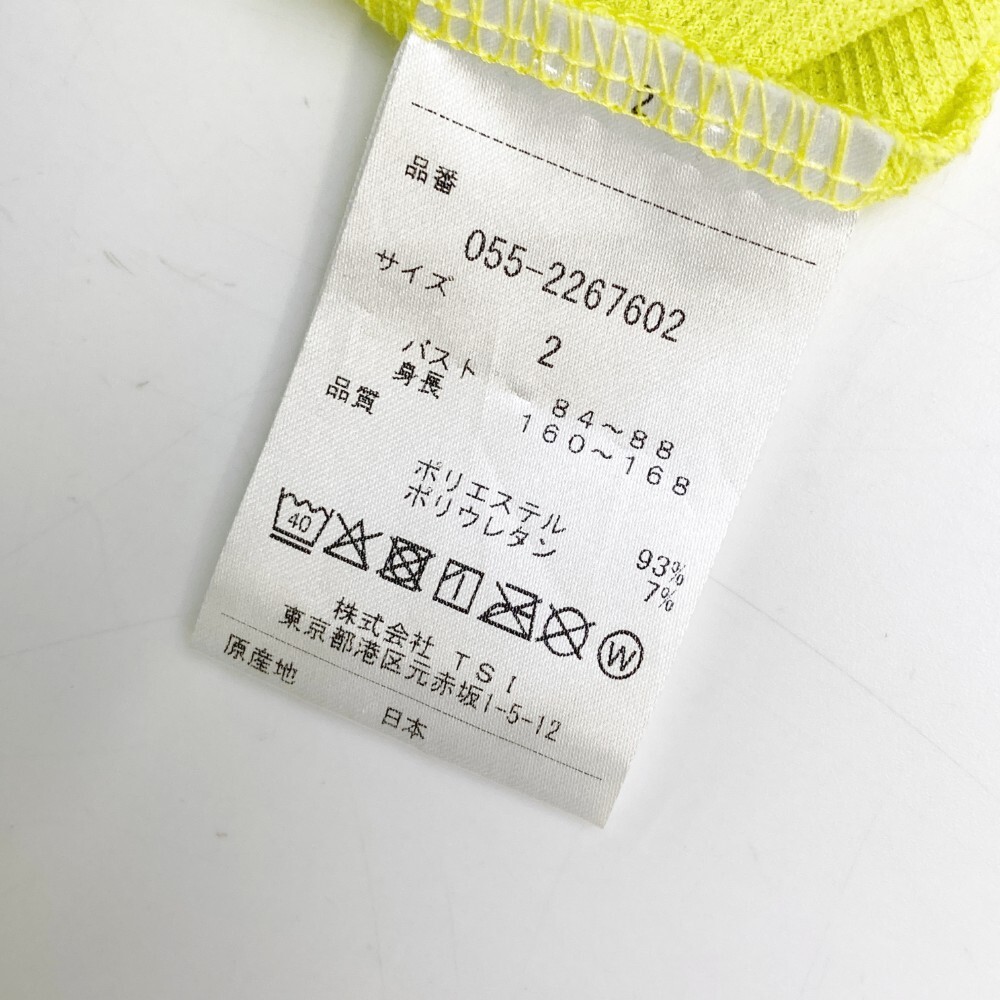 2
品番
055-2267602
サイズ
2
バスト 84~88
身長 160~168
品質
ポリエステル 93%
ポリウレタン 7%
40
W
株式会社 TSI
東京都港区元赤坂1-5-12
原産地
日本